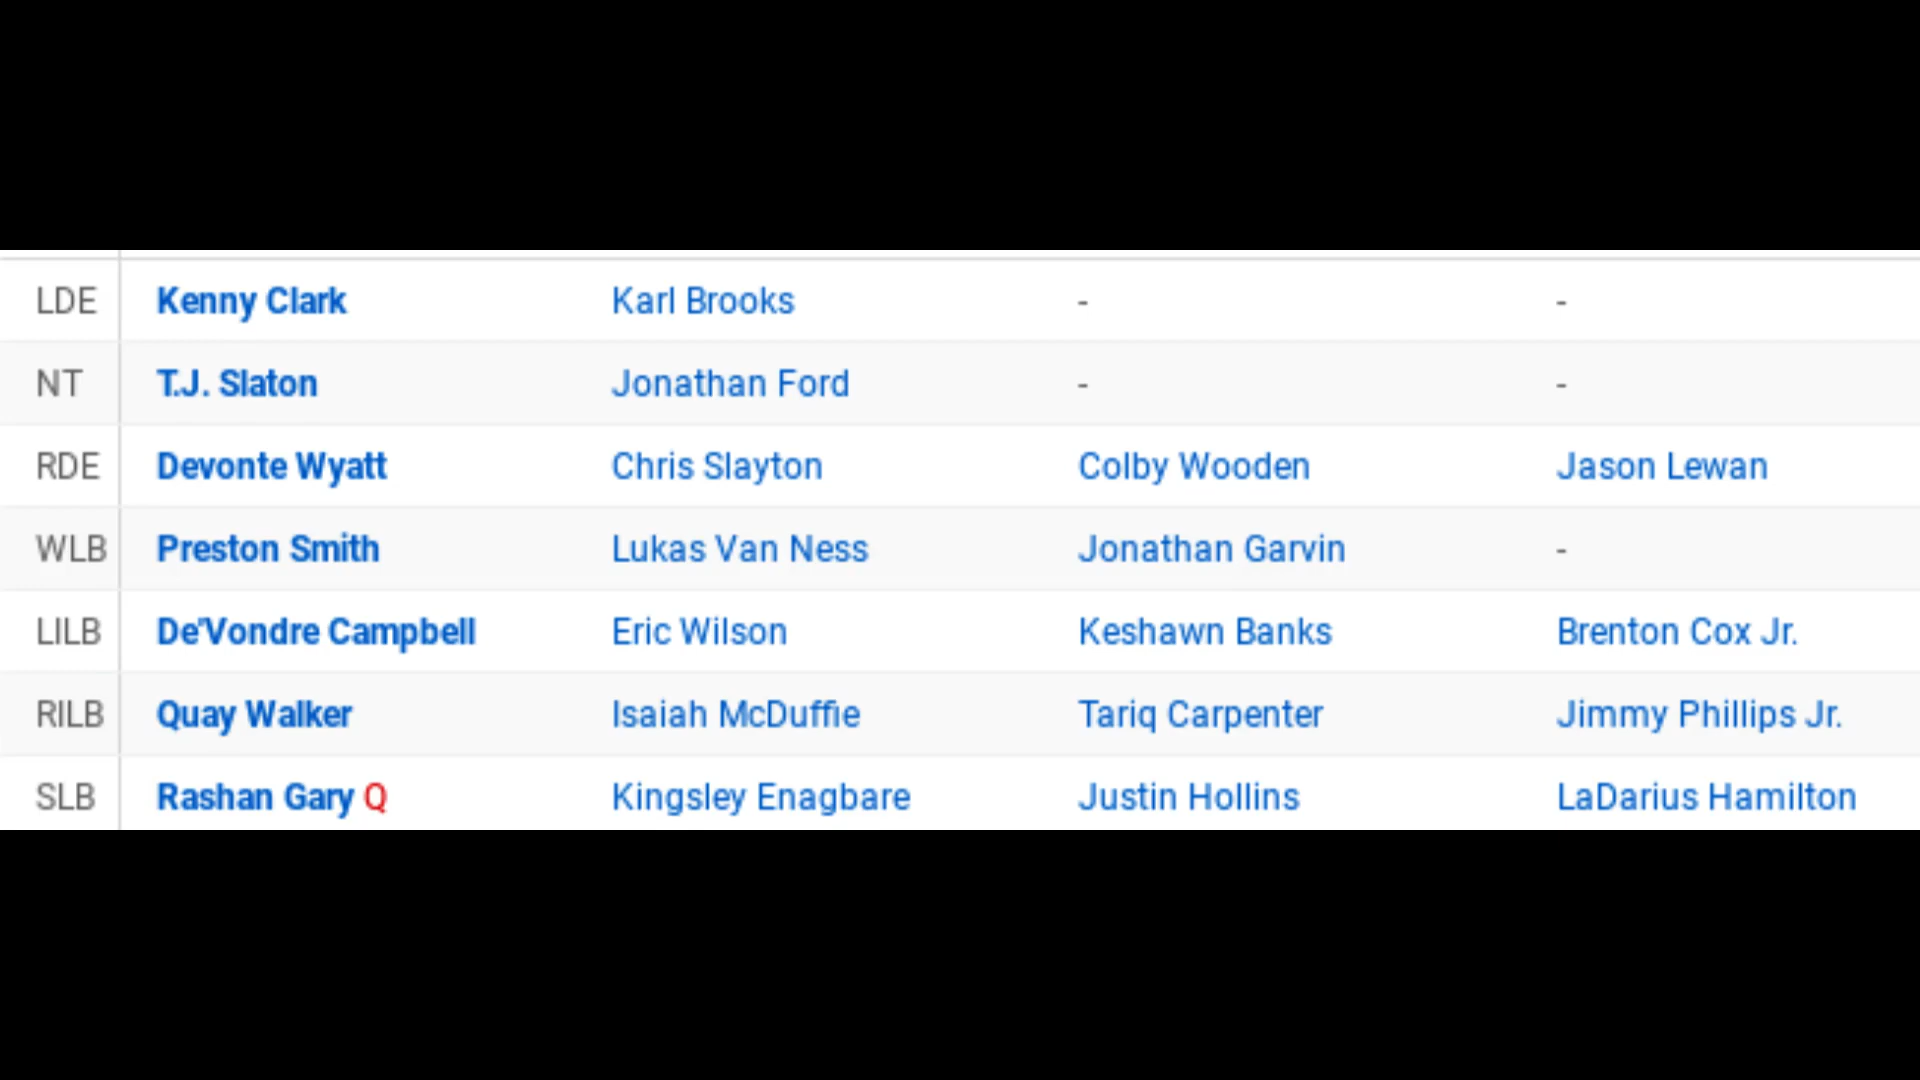 LDE Kenny Clark Karl Brooks - -
NT T.J. Slaton Jonathan Ford - -
RDE Devonte Wyatt Chris Slayton Colby Wooden Jason Lewan
WLB Preston Smith Lukas Van Ness Jonathan Garvin -
LILB De'Vondre Campbell Eric Wilson Keshawn Banks Brenton Cox Jr.
RILB Quay Walker Isaiah McDuffie Tariq Carpenter Jimmy Phillips Jr.
SLB Rashan Gary Q Kingsley Enagbare Justin Hollins LaDarius Hamilton